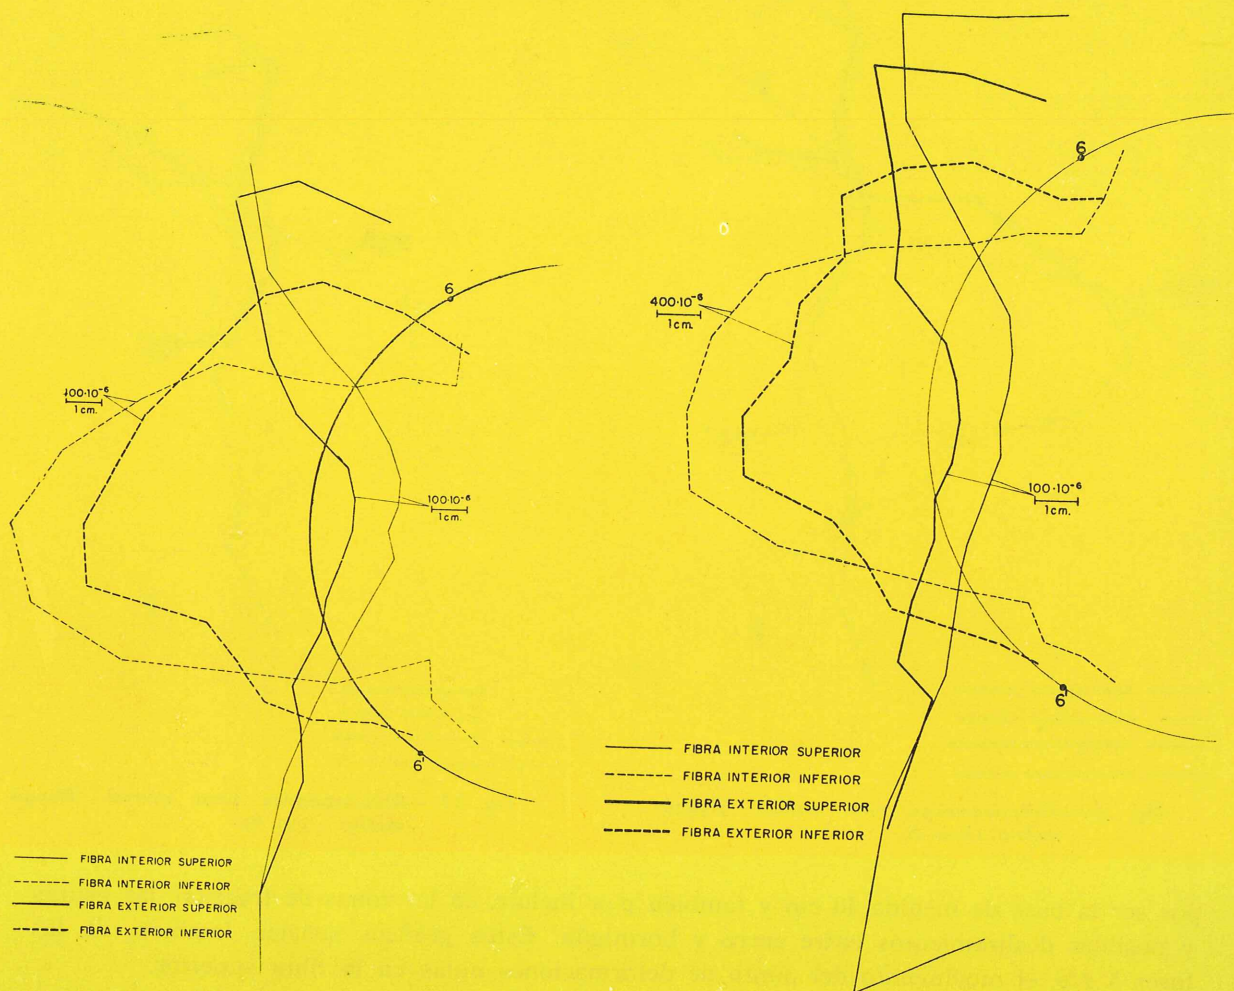 6
400·10⁻⁶
1cm.
100·10⁻⁶
1cm.
6'
FIBRA INTERIOR SUPERIOR
FIBRA INTERIOR INFERIOR
FIBRA EXTERIOR SUPERIOR
FIBRA EXTERIOR INFERIOR
6
400·10⁻⁶
1cm.
100·10⁻⁶
1cm.
6'
FIBRA INTERIOR SUPERIOR
FIBRA INTERIOR INFERIOR
FIBRA EXTERIOR SUPERIOR
FIBRA EXTERIOR INFERIOR